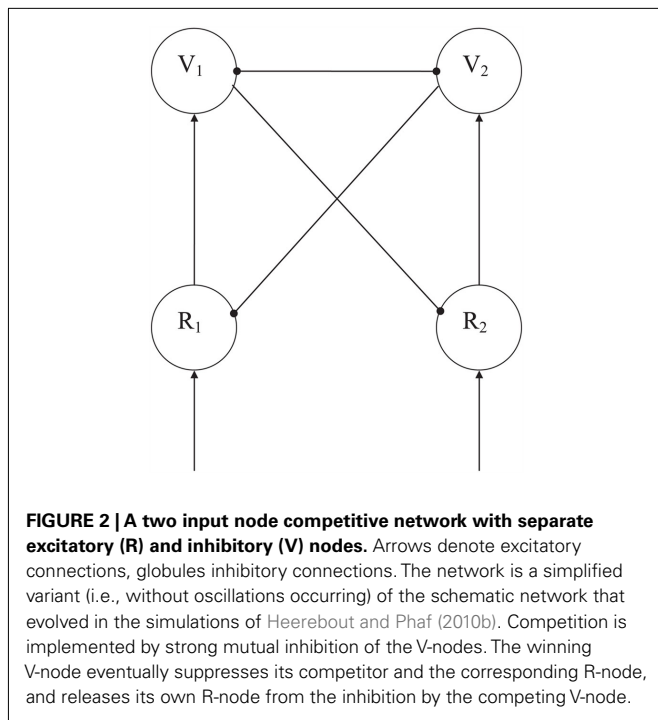 V₁
V₂
R₁
R₂
FIGURE 2 | A two input node competitive network with separate
excitatory (R) and inhibitory (V) nodes. Arrows denote excitatory
connections, globules inhibitory connections. The network is a simplified
variant (i.e., without oscillations occurring) of the schematic network that
evolved in the simulations of Heerebout and Phaf (2010b). Competition is
implemented by strong mutual inhibition of the V-nodes. The winning
V-node eventually suppresses its competitor and the corresponding R-node,
and releases its own R-node from the inhibition by the competing V-node.